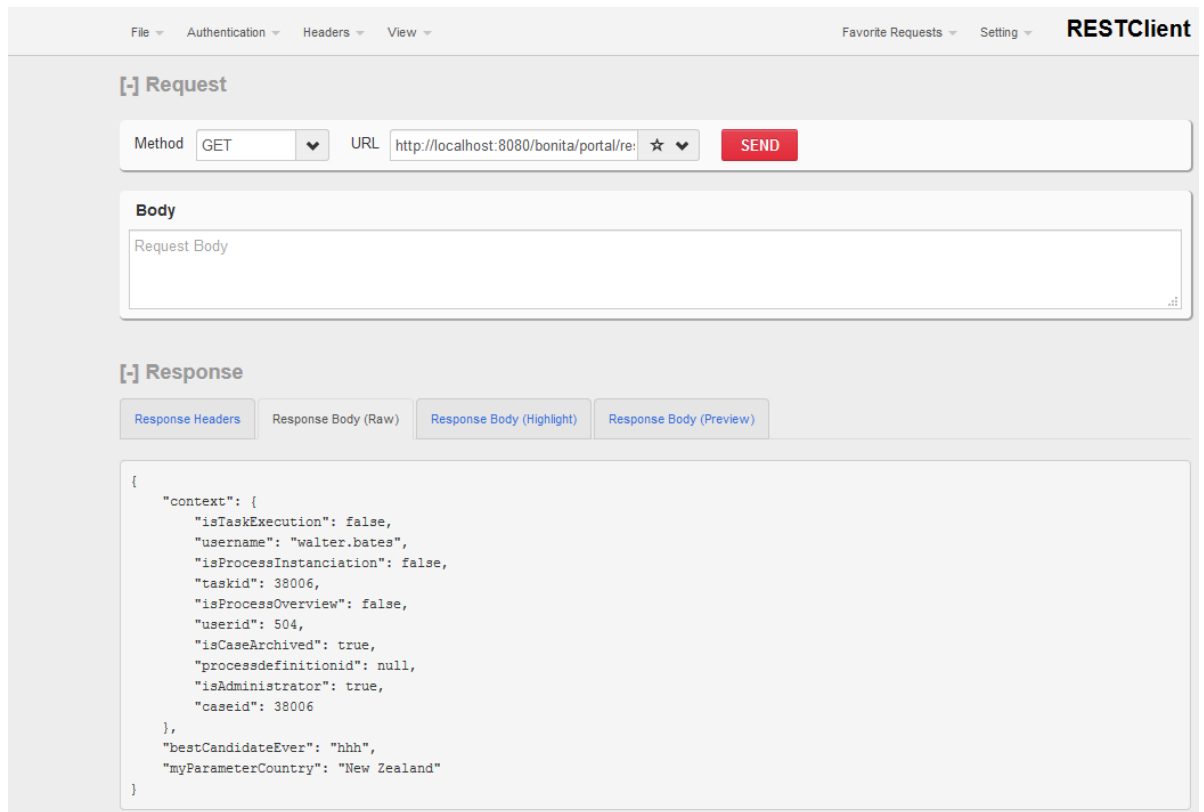 File Authentication Headers View Favorite Requests Setting RESTClient
[-] Request
Method GET URL http://localhost:8080/bonita/portal/re SEND
Body
Request Body
[-] Response
Response Headers Response Body (Raw) Response Body (Highlight) Response Body (Preview)
{
"context": {
"isTaskExecution": false,
"username": "walter.bates",
"isProcessInstanciation": false,
"taskid": 38006,
"isProcessOverview": false,
"userid": 504,
"isCaseArchived": true,
"processdefinitionid": null,
"isAdministrator": true,
"caseid": 38006
},
"bestCandidateEver": "hhh",
"myParameterCountry": "New Zealand"
}